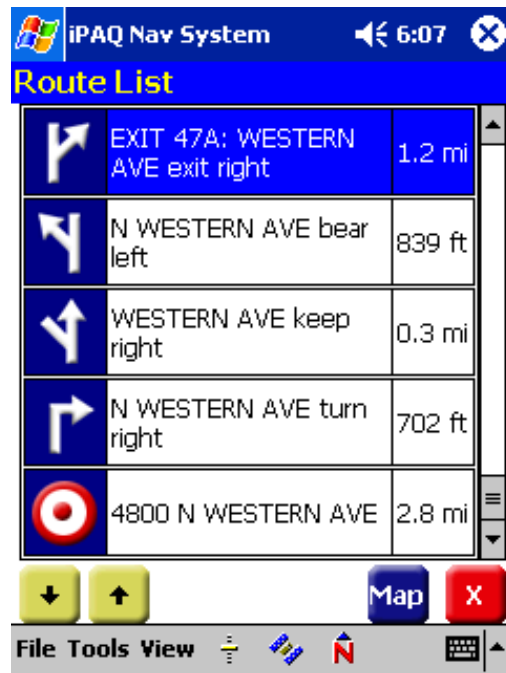 iPAQ Nav System 6:07
Route List
EXIT 47A: WESTERN
AVE exit right
1.2 mi
N WESTERN AVE bear
left
839 ft
WESTERN AVE keep
right
0.3 mi
N WESTERN AVE turn
right
702 ft
4800 N WESTERN AVE 2.8 mi
Map X
File Tools View N